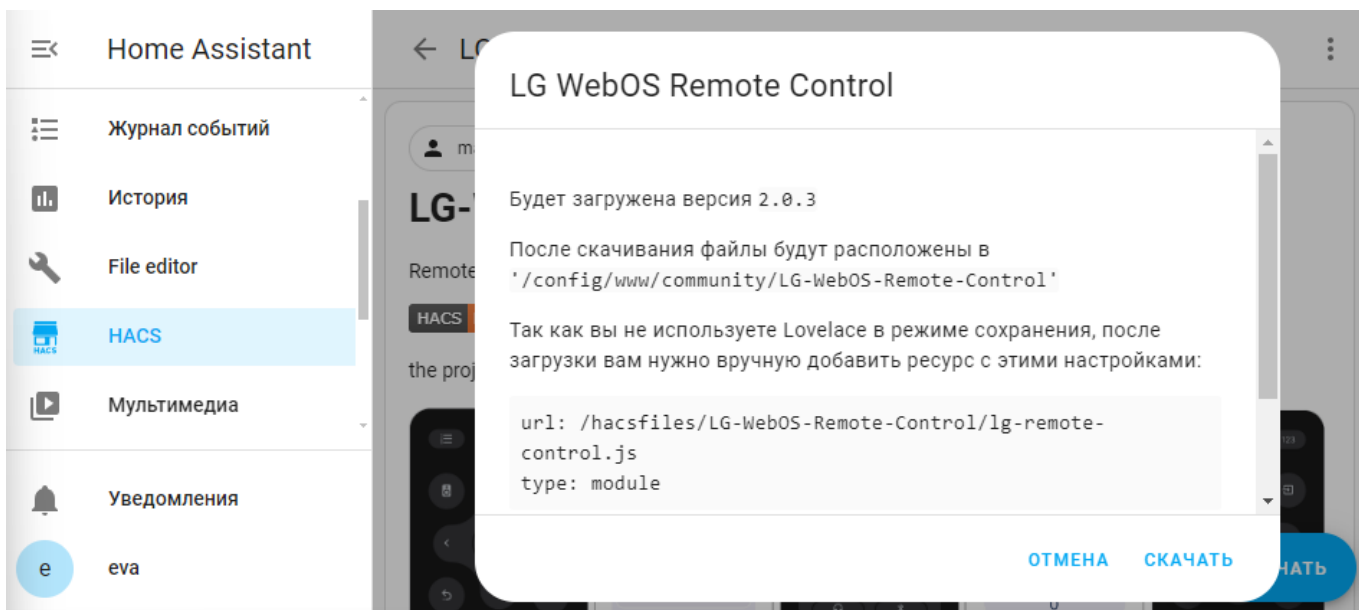 Home Assistant
Журнал событий
История
File editor
HACS
HACS
Мультимедиа
Уведомления
e
eva
LG-
Remote
HACS
the proj
LG WebOS Remote Control
Будет загружена версия 2.0.3
После скачивания файлы будут расположены в
'/config/www/community/LG-WebOS-Remote-Control'
Так как вы не используете Lovelace в режиме сохранения, после
загрузки вам нужно вручную добавить ресурс с этими настройками:
url: /hacsfiles/LG-WebOS-Remote-Control/lg-remote-
control.js
type: module
ОТМЕНА СКАЧАТЬ
ЧАТЬ
123